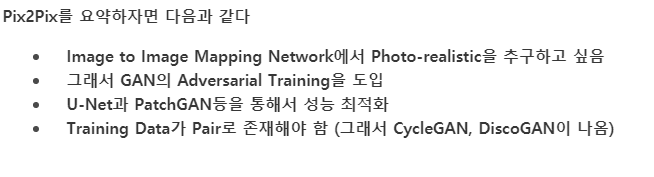 Pix2Pix를 요약하자면 다음과 같다
• Image to Image Mapping Network에서 Photo-realistic을 추구하고 싶음
• 그래서 GAN의 Adversarial Training을 도입
• U-Net과 PatchGAN등을 통해서 성능 최적화
• Training Data가 Pair로 존재해야 함 (그래서 CycleGAN, DiscoGAN이 나옴)